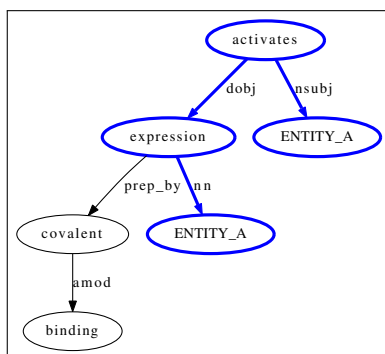 activates
dobj nsubj
expression ENTITY_A
prep_by nn
covalent ENTITY_A
amod
binding